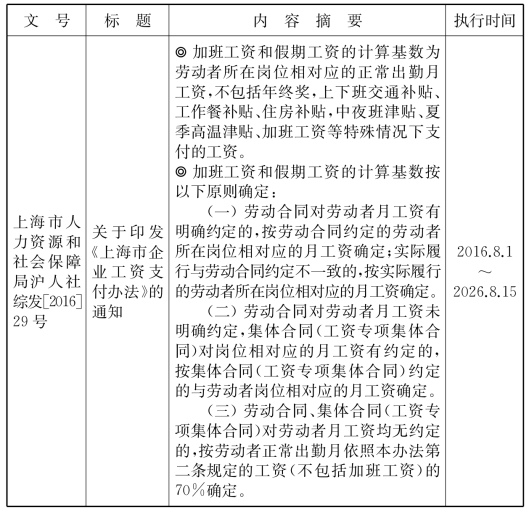 文号
标题
内容摘要
执行时间
上海市人
力资源和
社会保障
局沪人社
综发[2016]
29号
关于印发
《上海市企
业工资支
付办法》的
通知
◎ 加班工资和假期工资的计算基数为
劳动者所在岗位相对应的正常出勤月
工资,不包括年终奖,上下班交通补贴、
工作餐补贴、住房补贴,中夜班津贴、夏
季高温津贴、加班工资等特殊情况下支
付的工资。
◎ 加班工资和假期工资的计算基数按
以下原则确定:
(一)劳动合同对劳动者月工资有
明确约定的,按劳动合同约定的劳动者
所在岗位相对应的月工资确定;实际履
行与劳动合同约定不一致的,按实际履行
的劳动者所在岗位相对应的月工资确定。
(二)劳动合同对劳动者月工资未
明确约定,集体合同(工资专项集体合
同)对岗位相对应的月工资有约定的,
按集体合同(工资专项集体合同)约定
的与劳动者岗位相对应的月工资确定。
(三)劳动合同、集体合同(工资专
项集体合同)对劳动者月工资均无约定
的,按劳动者正常出勤月依照本办法第
二条规定的工资(不包括加班工资)的
70%确定。
2016.8.1
~
2026.8.15